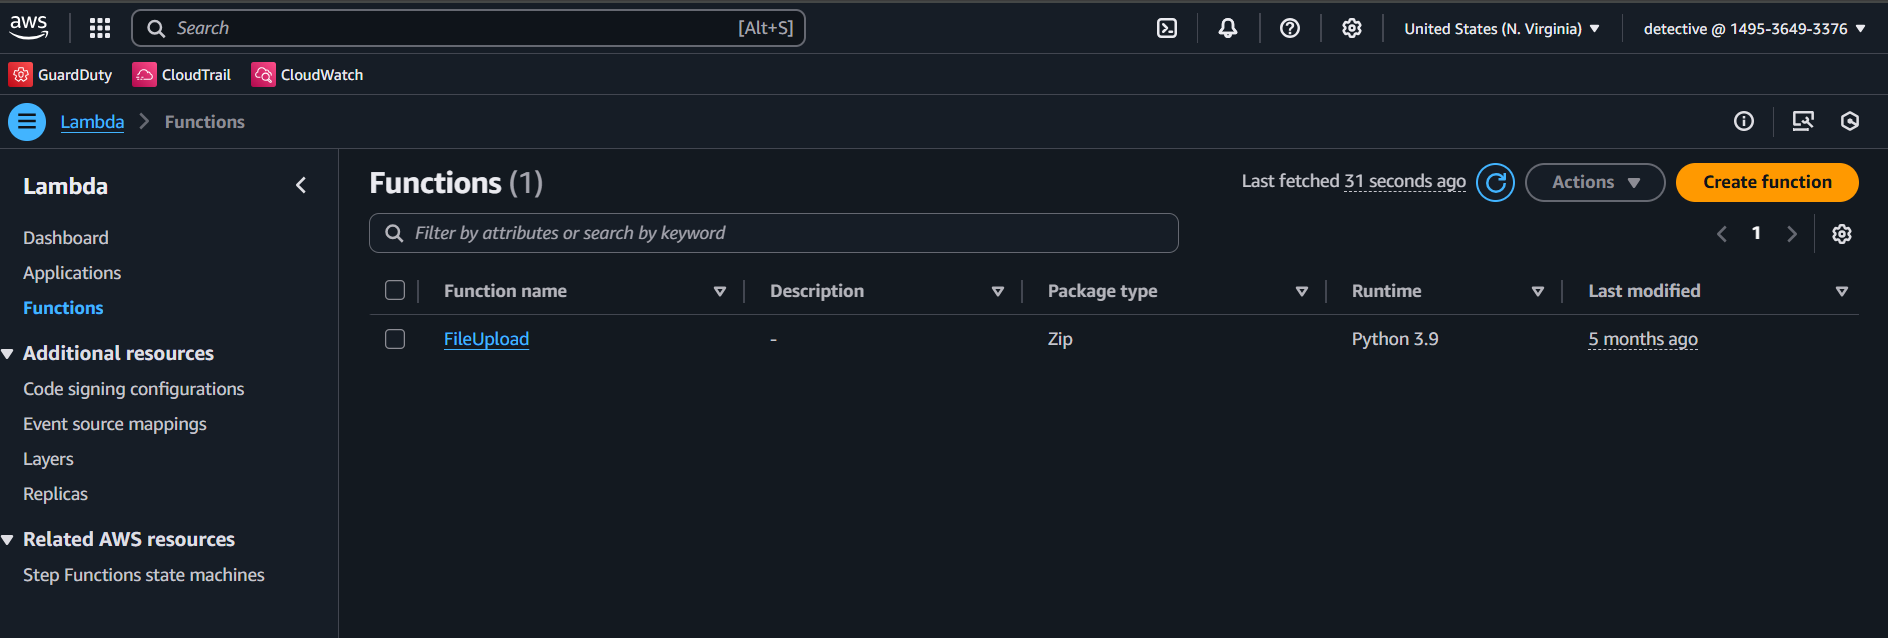 aws
Search [Alt+S]
United States (N. Virginia)
detective @ 1495-3649-3376
GuardDuty CloudTrail CloudWatch
Lambda Functions
Lambda
Dashboard
Applications
Functions
Additional resources
Code signing configurations
Event source mappings
Layers
Replicas
Related AWS resources
Step Functions state machines
Functions (1)
Last fetched 31 seconds ago
Actions
Create function
Filter by attributes or search by keyword
1
Function name Description Package type Runtime Last modified
FileUpload - Zip Python 3.9 5 months ago